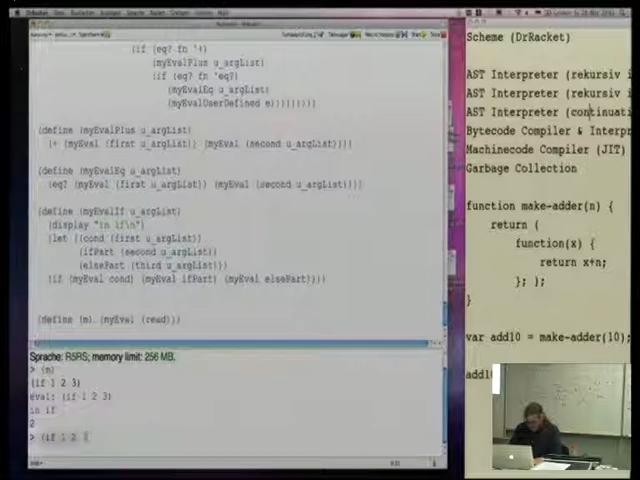 (if (eq? fn '+)
(myEvalPlus u_argList)
(if (eq? fn 'eq?)
(myEvalEq u_argList)
(myEvalUserDefined e)))))))))
(define (myEvalPlus u_argList)
(+ (myEval (first u_argList)) (myEval (second u_argList))))
(define (myEvalEq u_argList)
(eq? (myEval (first u_argList)) (myEval (second u_argList))))
(define (myEvalIf u_argList)
(display "in if\n")
(let ((cond (first u_argList))
(ifPart (second u_argList))
(elsePart (third u_argList)))
(if (myEval cond) (myEval ifPart) (myEval elsePart))))
(define (m) (myEval (read)))
Sprache: R5RS; memory limit: 256 MB.
> (m)
(if 1 2 3)
eval: (if 1 2 3)
in if
2
> (if 1 2
Scheme (DrRacket)
AST Interpreter (rekursiv i
AST Interpreter (rekursiv i
AST Interpreter (continuati
Bytecode Compiler & Interpr
Machinecode Compiler (JIT)
Garbage Collection
function make-adder(n) {
return (
function(x) {
return x+n;
}; );
}
var add10 = make-adder(10);